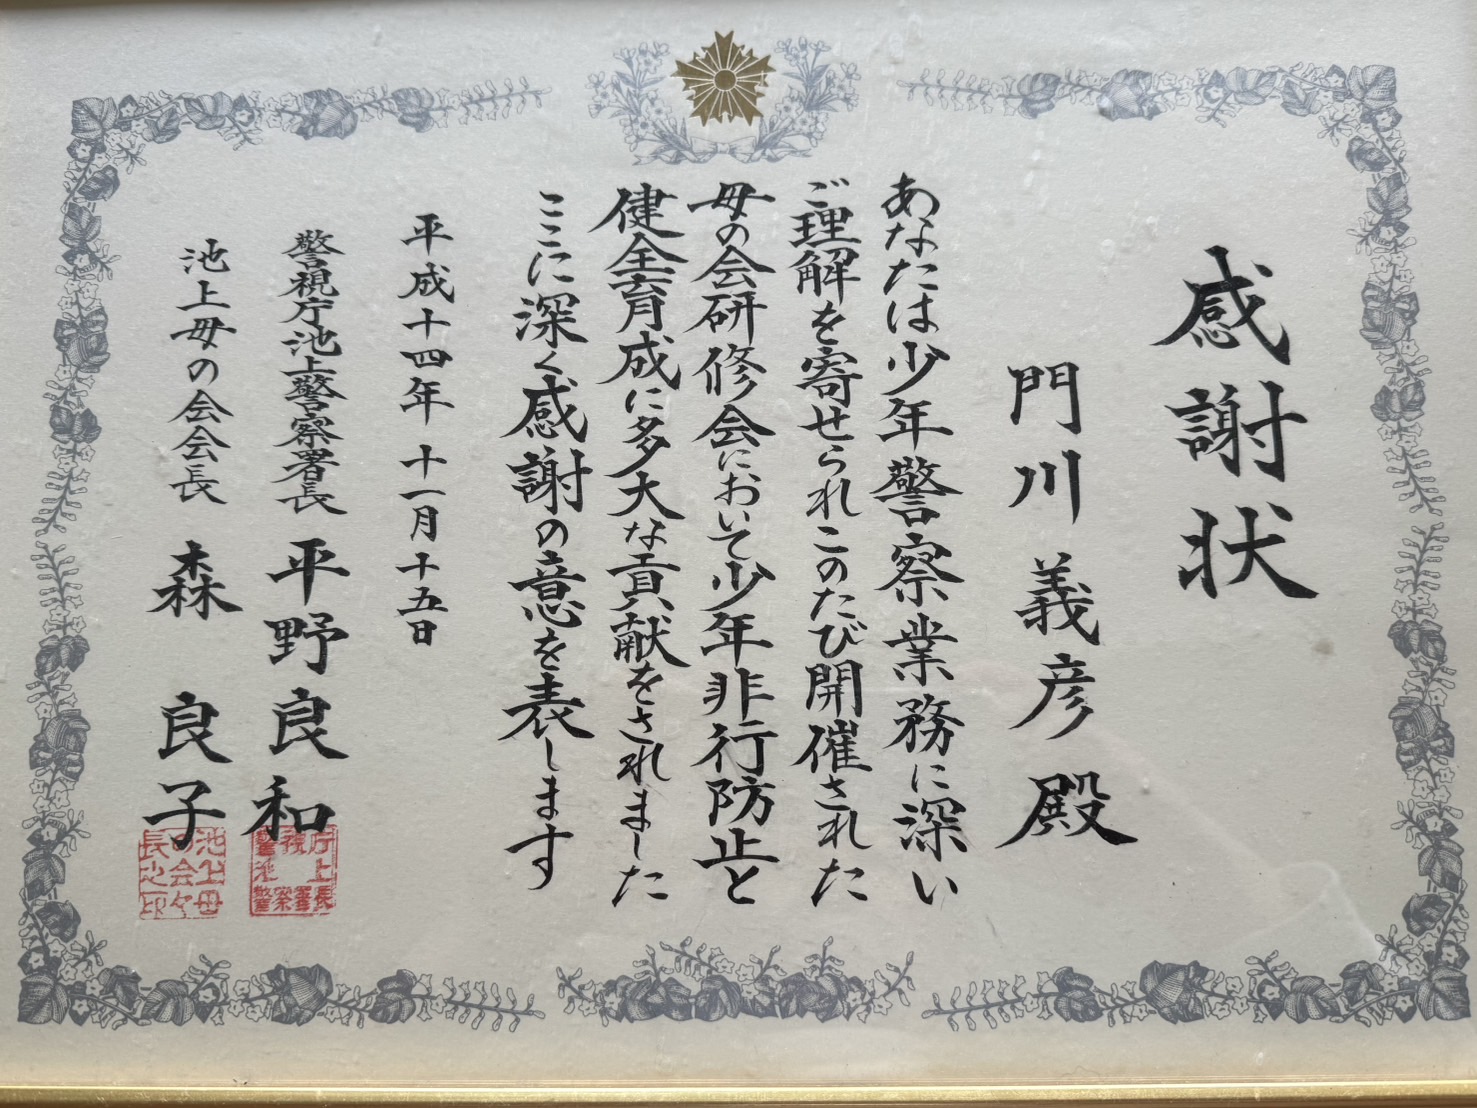 感謝状
門川義彦殿
あなたは少年警察業務に深い
ご理解を寄せられこのたび開催された
母の会研修会において少年非行防止と
健全育成に多大な貢献をされました
ここに深く感謝の意を表します
平成十四年十一月十五日
警視庁池上警察署長 平野良和
池上母の会会長 森良子
池上母
の会会
長之印